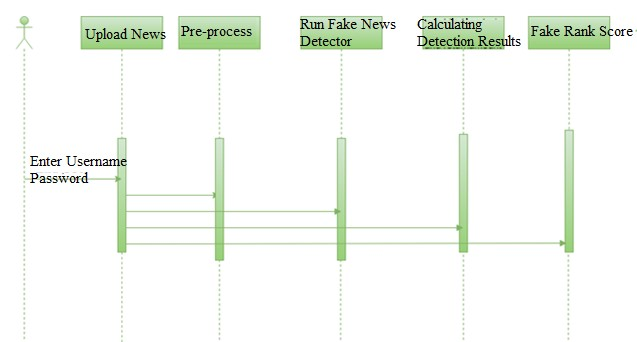 Upload News
Pre-process
Run Fake News
Detector
Calculating
Detection Results
Fake Rank Score
Enter Username
Password